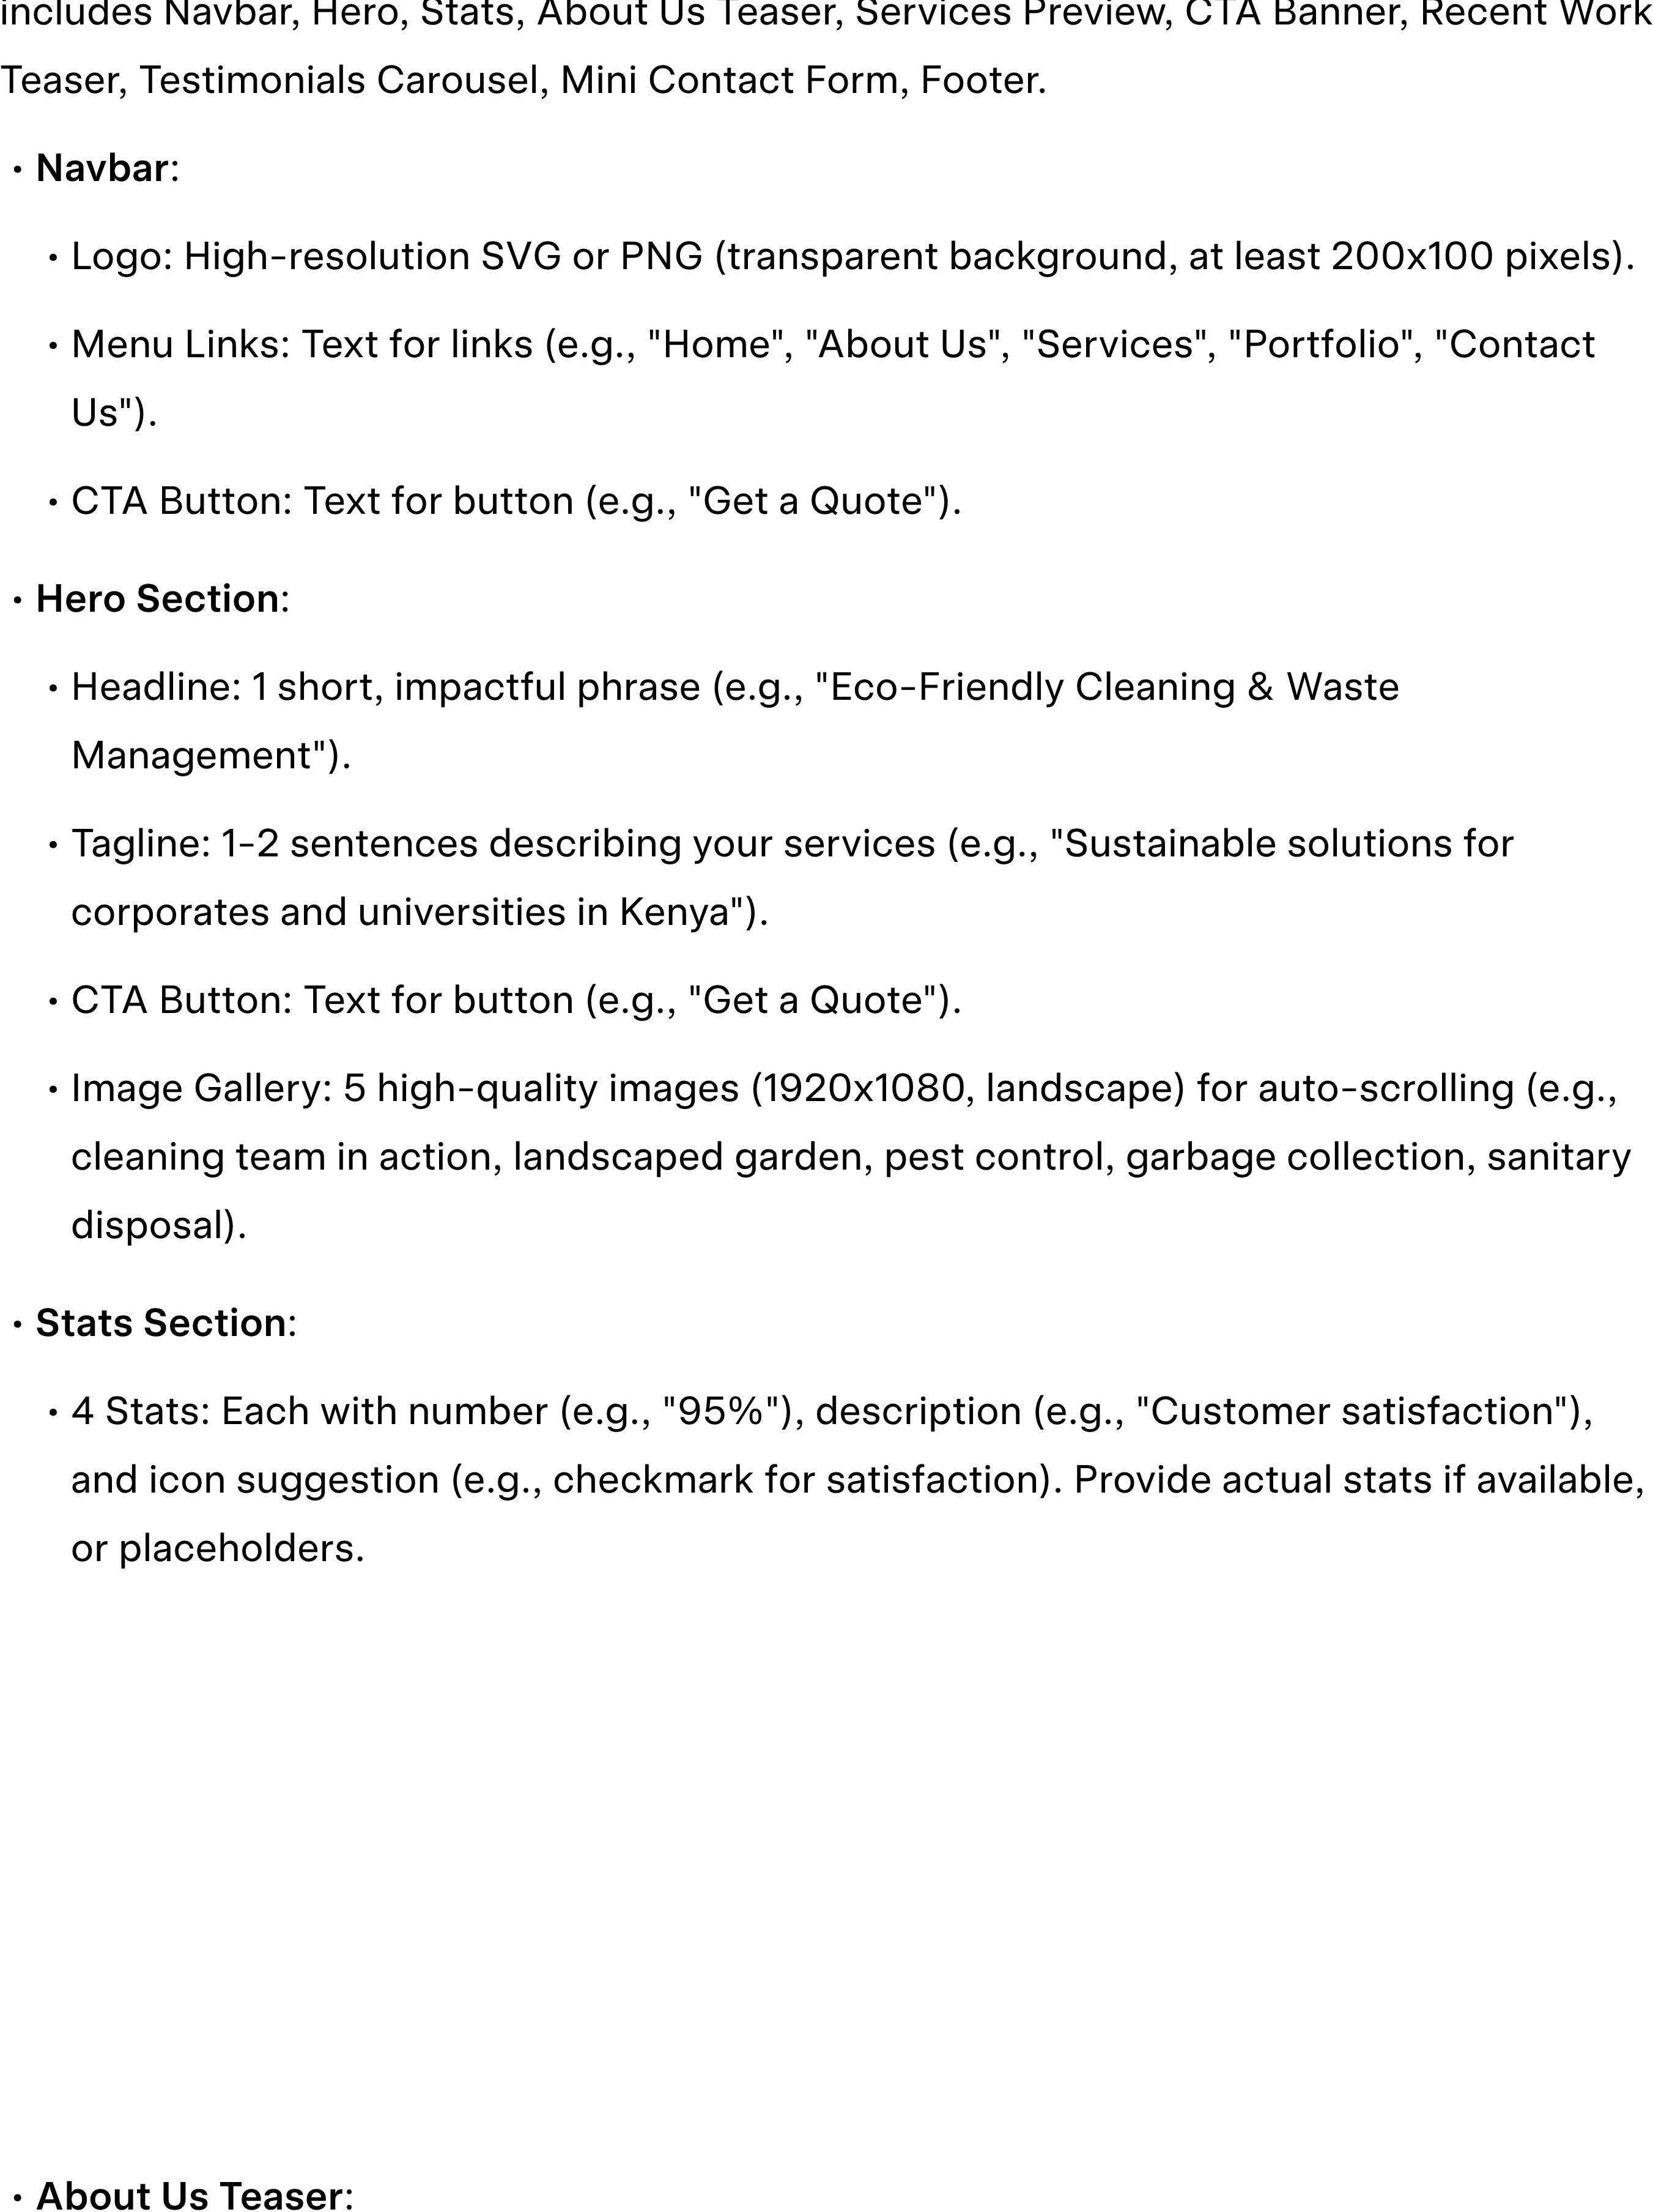 includes Navbar, Hero, Stats, About Us Teaser, Services Preview, CTA Banner, Recent Work
Teaser, Testimonials Carousel, Mini Contact Form, Footer.
• Navbar:
• Logo: High-resolution SVG or PNG (transparent background, at least 200x100 pixels).
• Menu Links: Text for links (e.g., "Home", "About Us", "Services", "Portfolio", "Contact
Us").
• CTA Button: Text for button (e.g., "Get a Quote").
• Hero Section:
• Headline: 1 short, impactful phrase (e.g., "Eco-Friendly Cleaning & Waste
Management").
• Tagline: 1-2 sentences describing your services (e.g., "Sustainable solutions for
corporates and universities in Kenya").
• CTA Button: Text for button (e.g., "Get a Quote").
• Image Gallery: 5 high-quality images (1920x1080, landscape) for auto-scrolling (e.g.,
cleaning team in action, landscaped garden, pest control, garbage collection, sanitary
disposal).
• Stats Section:
• 4 Stats: Each with number (e.g., "95%"), description (e.g., "Customer satisfaction"),
and icon suggestion (e.g., checkmark for satisfaction). Provide actual stats if available,
or placeholders.
• About Us Teaser: